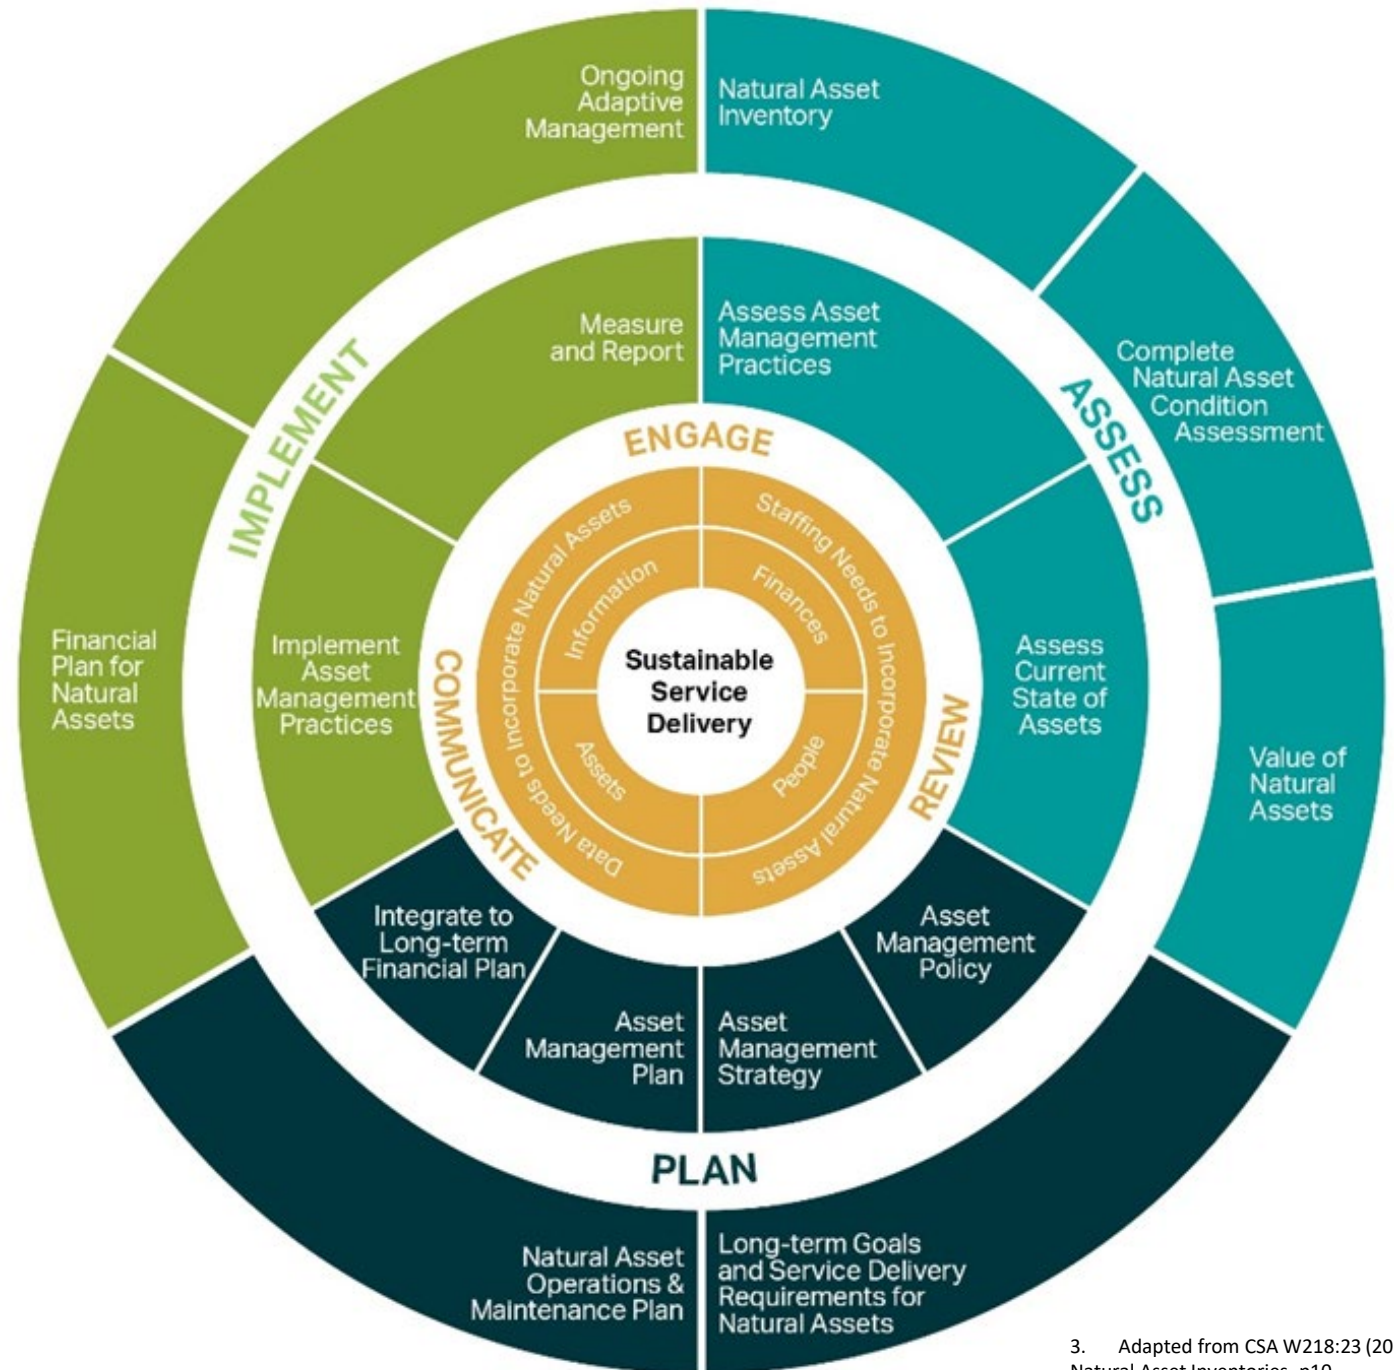 Ongoing
Adaptive
Management
Natural Asset
Inventory
Complete
Natural Asset
Condition
Assessment
Value of
Natural
Assets
Long-term Goals
and Service Delivery
Requirements for
Natural Assets
Natural Asset
Operations &
Maintenance Plan
Financial
Plan for
Natural
Assets
IMPLEMENT
ASSESS
PLAN
Measure
and Report
Assess Asset
Management
Practices
Assess
Current
State of
Assets
Asset
Management
Policy
Asset
Management
Strategy
Asset
Management
Plan
Integrate to
Long-term
Financial Plan
Implement
Asset
Management
Practices
ENGAGE
REVIEW
COMMUNICATE
Data Needs to Incorporate Natural Assets
Staffing Needs to Incorporate Natural Assets
Information
Finances
People
Assets
Sustainable
Service
Delivery
3. Adapted from CSA W218:23 (20
Natural Asset Inventories, p10